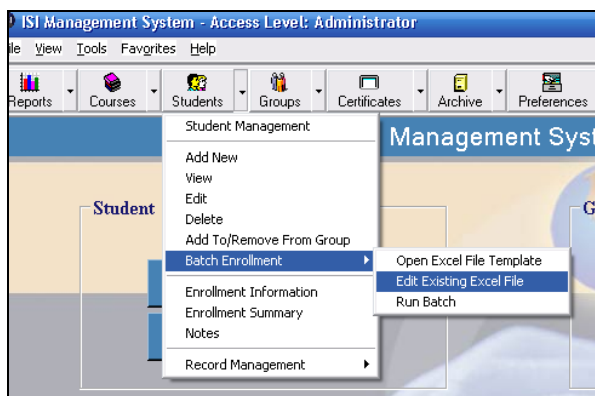 ISI Management System - Access Level: Administrator
ile View Tools Favorites Help
Reports Courses Students Groups Certificates Archive Preferences
Management Syst
Student Management
Add New
View
Edit
Delete
Add To/Remove From Group
Batch Enrollment
Enrollment Information
Enrollment Summary
Notes
Record Management
Open Excel File Template
Edit Existing Excel File
Run Batch
Student
G